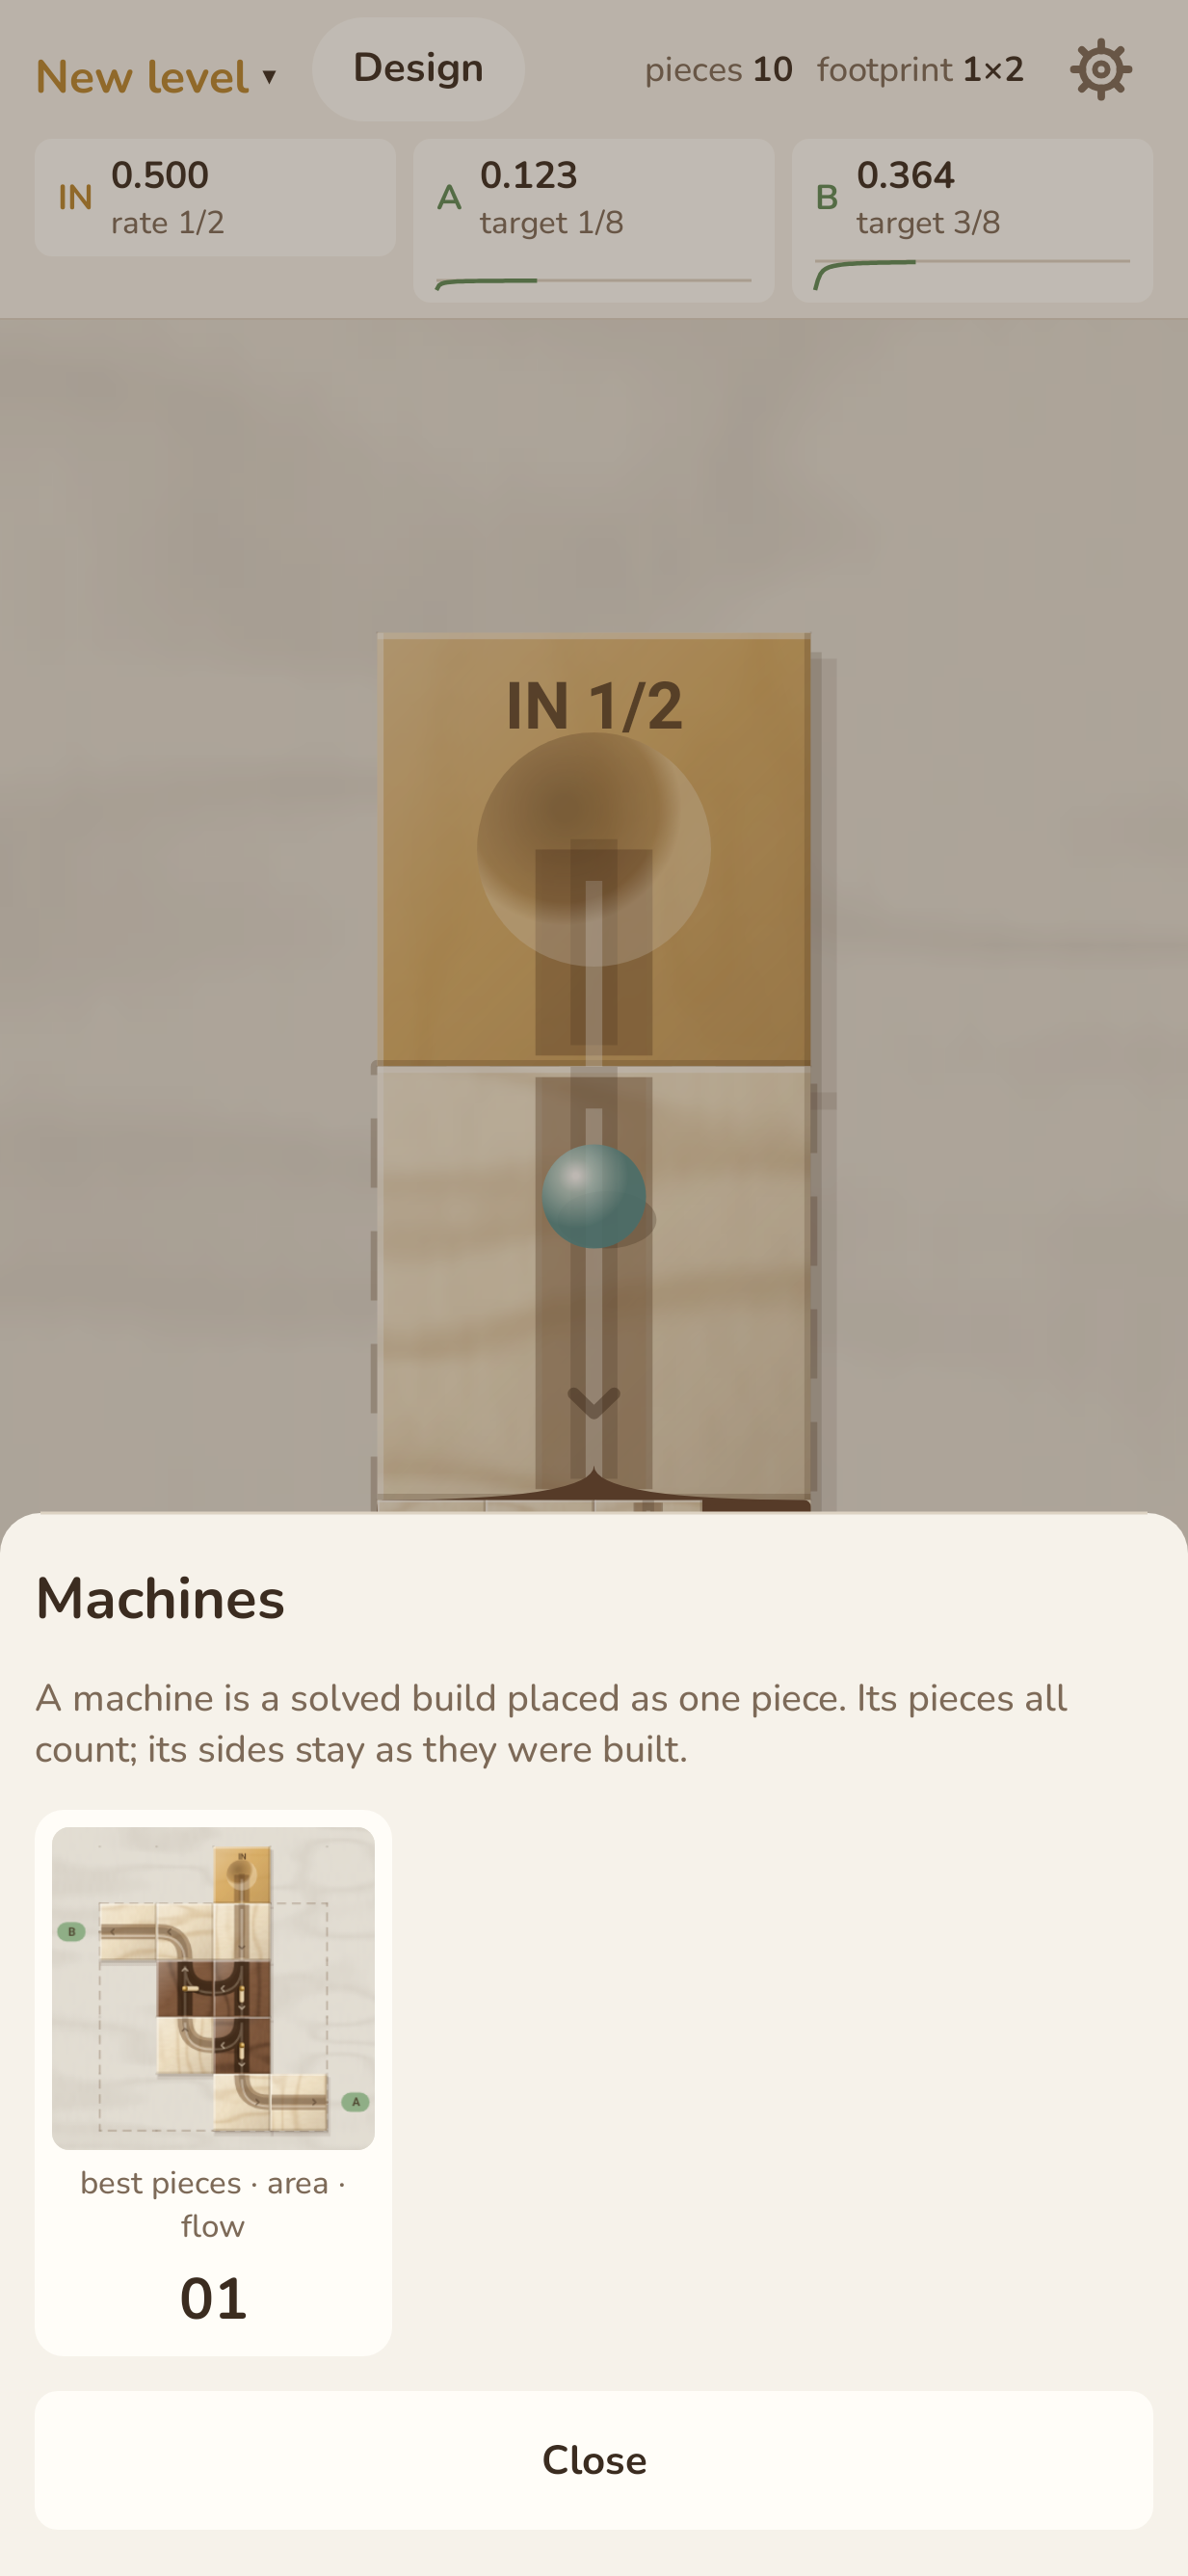 New level ▾
Design
pieces 10 footprint 1×2
IN 0.500
rate 1/2
A 0.123
target 1/8
B 0.364
target 3/8
IN 1/2
Machines
A machine is a solved build placed as one piece. Its pieces all
count; its sides stay as they were built.
IN
B
A
best pieces · area ·
flow
01
Close